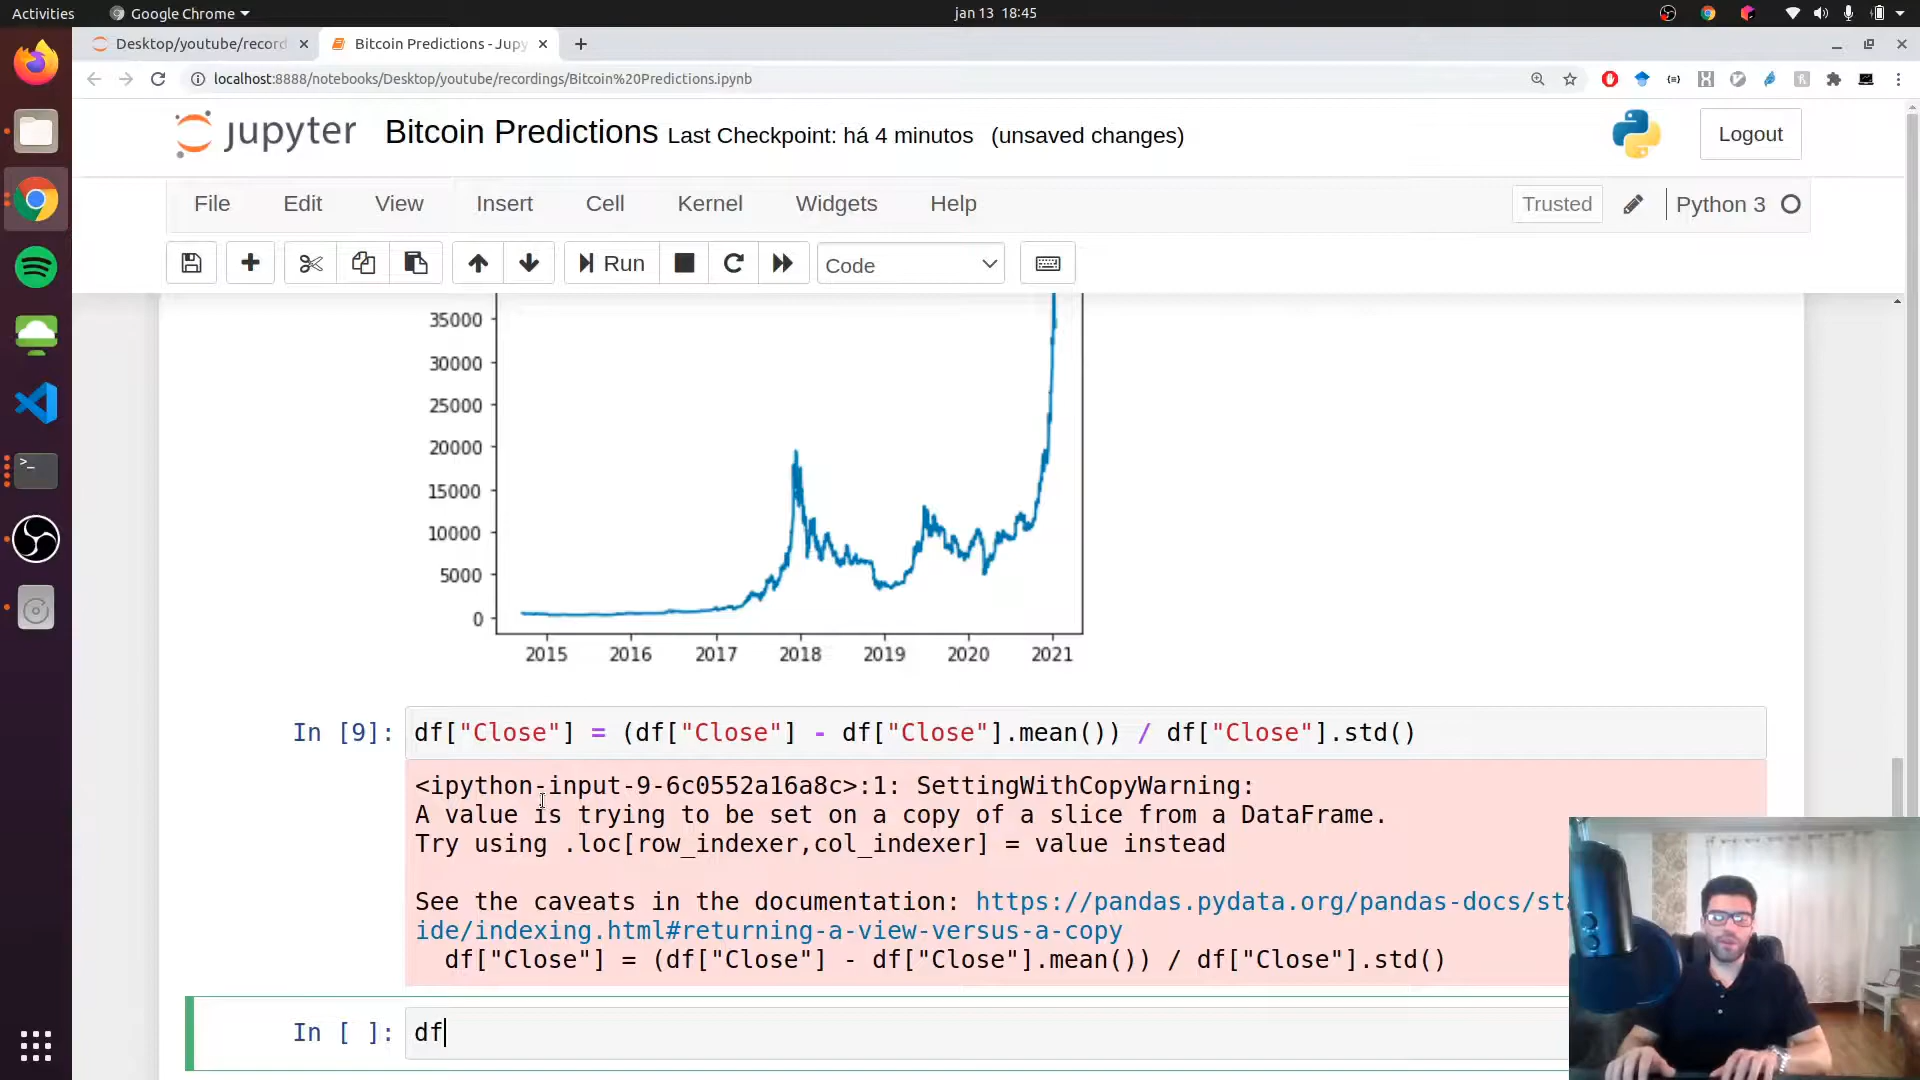 Activities
Google Chrome
jan 13 18:45
Desktop/youtube/record
Bitcoin Predictions - Jupy
localhost:8888/notebooks/Desktop/youtube/recordings/Bitcoin%20Predictions.ipynb
jupyter
Bitcoin Predictions Last Checkpoint: há 4 minutos (unsaved changes)
Logout
File Edit View Insert Cell Kernel Widgets Help
Trusted
Python 3
Run
Code
35000
30000
25000
20000
15000
10000
5000
0
2015 2016 2017 2018 2019 2020 2021
In [9]: df["Close"] = (df["Close"] - df["Close"].mean()) / df["Close"].std()
<ipython-input-9-6c0552a16a8c>:1: SettingWithCopyWarning:
A value is trying to be set on a copy of a slice from a DataFrame.
Try using .loc[row_indexer,col_indexer] = value instead
See the caveats in the documentation: https://pandas.pydata.org/pandas-docs/sta
ide/indexing.html#returning-a-view-versus-a-copy
df["Close"] = (df["Close"] - df["Close"].mean()) / df["Close"].std()
In [ ]: df